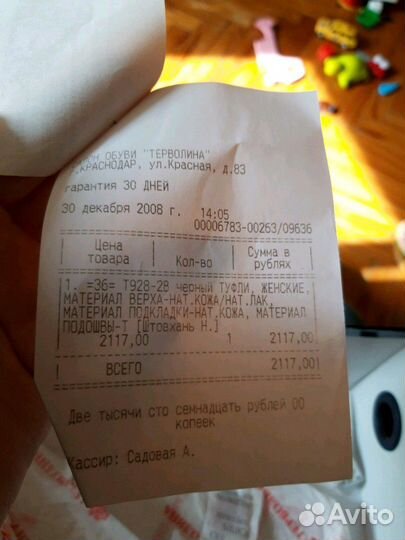 ОБУВИ "ТЕРВОЛИНА"
Г.КРАСНОДАР, ул.Красная, д.83
гарантия 30 ДНЕЙ
30 декабря 2008 г. 14:05
00006783-00263/09636
Цена товара | Кол-во | Сумма в рублях
1. =36= Т928-2В черный ТУФЛИ, ЖЕНСКИЕ,
МАТЕРИАЛ ВЕРХА-НАТ.КОЖА/НАТ.ЛАК,
МАТЕРИАЛ ПОДКЛАДКИ-НАТ.КОЖА, МАТЕРИАЛ
ПОДОШВЫ-Т [Штовхань Н.]
2117,00 1 2117,00
ВСЕГО 2117,00
Две тысячи сто семнадцать рублей 00
копеек
Кассир: Садовая А.
Avito